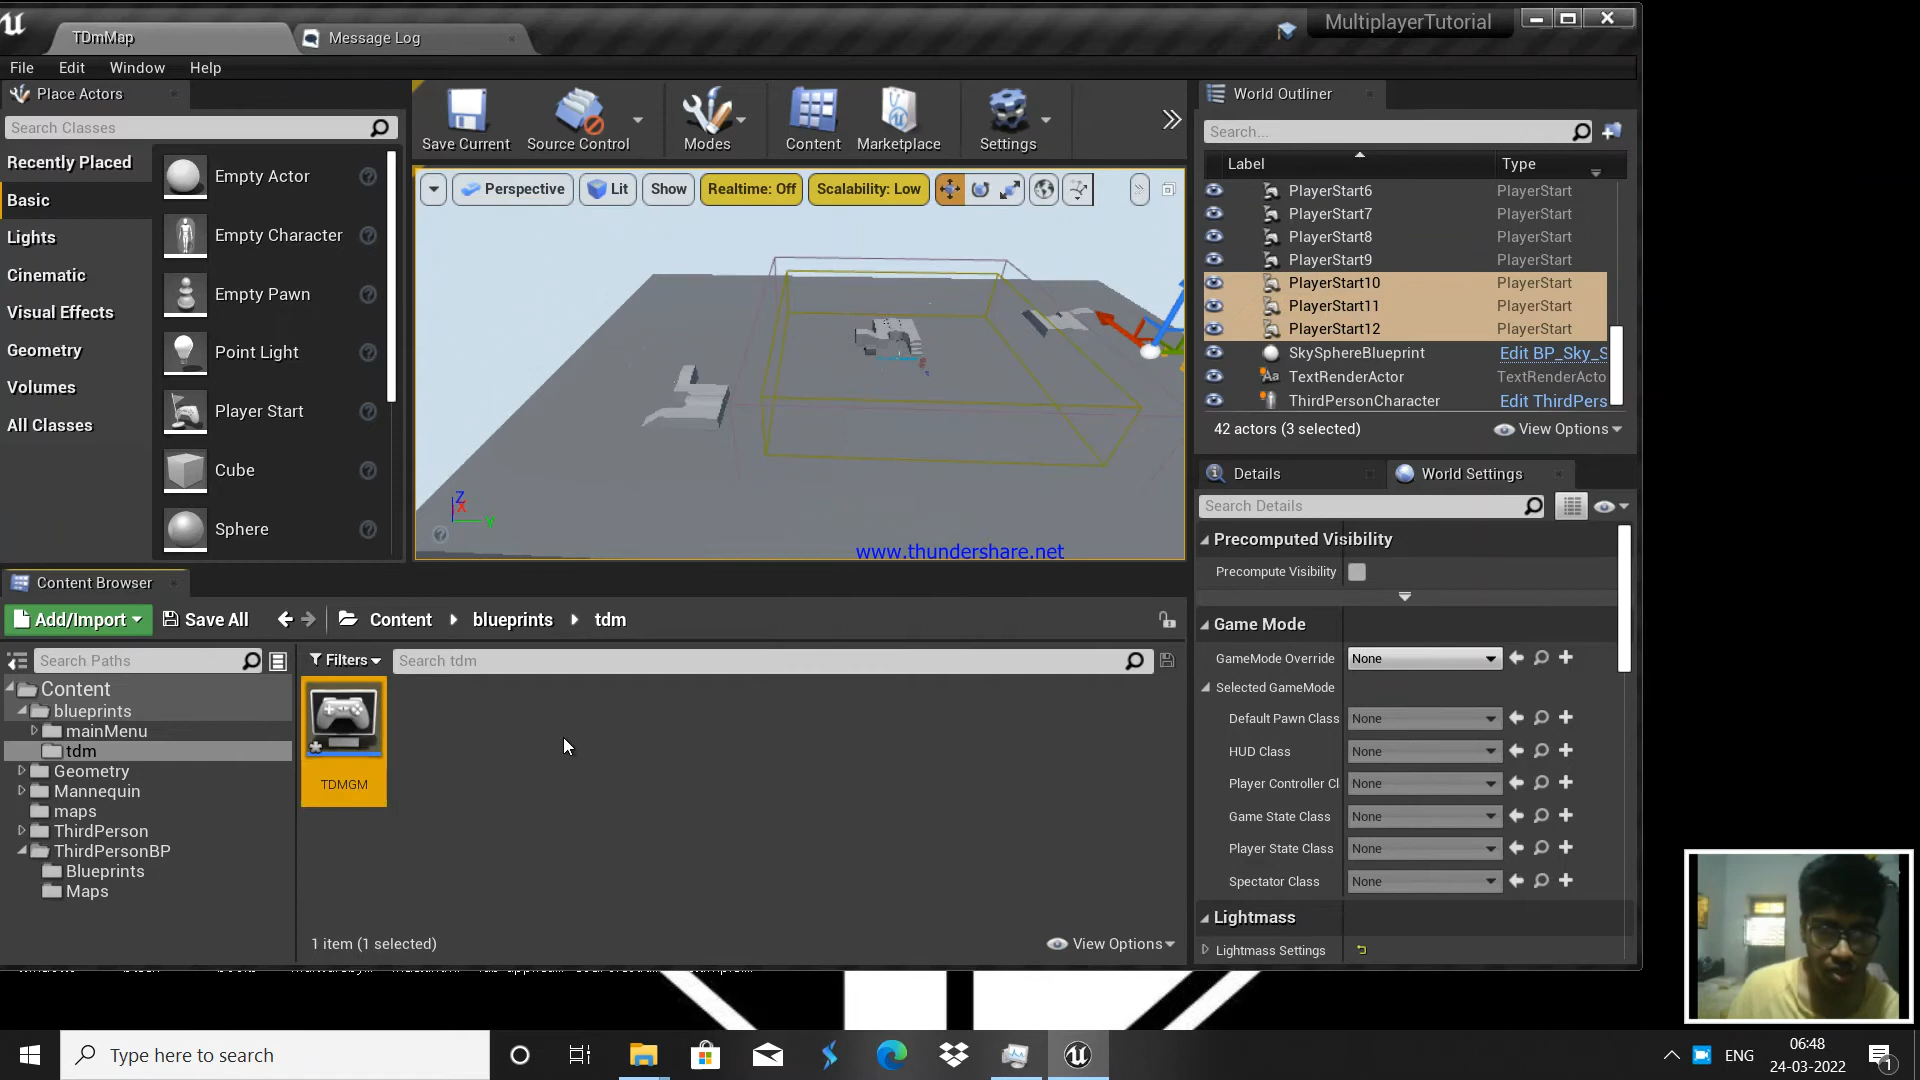 TDmMap
Message Log
MultiplayerTutorial
File Edit Window Help
Place Actors
Search Classes
Recently Placed
Basic
Lights
Cinematic
Visual Effects
Geometry
Volumes
All Classes
Empty Actor
Empty Character
Empty Pawn
Point Light
Player Start
Cube
Sphere
Save Current
Source Control
Modes
Content
Marketplace
Settings
Perspective
Lit
Show
Realtime: Off
Scalability: Low
Z
X
Y
www.thundershare.net
World Outliner
Search...
Label Type
PlayerStart6 PlayerStart
PlayerStart7 PlayerStart
PlayerStart8 PlayerStart
PlayerStart9 PlayerStart
PlayerStart10 PlayerStart
PlayerStart11 PlayerStart
PlayerStart12 PlayerStart
SkySphereBlueprint Edit BP_Sky_S
TextRenderActor TextRenderActo
ThirdPersonCharacter Edit ThirdPers
42 actors (3 selected)
View Options
Details
World Settings
Search Details
Precomputed Visibility
Precompute Visibility
Game Mode
GameMode Override None
Selected GameMode
Default Pawn Class None
HUD Class None
Player Controller Cl None
Game State Class None
Player State Class None
Spectator Class None
Lightmass
Lightmass Settings
Content Browser
Add/Import
Save All
Content
blueprints
tdm
Search Paths
Filters
Search tdm
Content
blueprints
mainMenu
tdm
Geometry
Mannequin
maps
ThirdPerson
ThirdPersonBP
Blueprints
Maps
TDMGM
1 item (1 selected)
View Options
Type here to search
ENG
06:48
24-03-2022
1